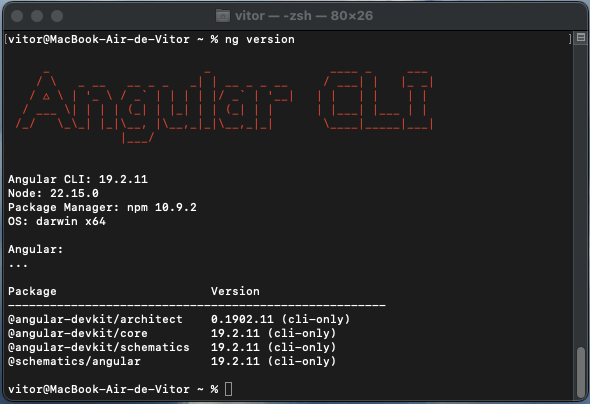 vitor — -zsh — 80×26
[vitor@MacBook-Air-de-Vitor ~ % ng version ]
Angular CLI
Angular CLI: 19.2.11
Node: 22.15.0
Package Manager: npm 10.9.2
OS: darwin x64
Angular:
...
Package                      Version
------------------------------------------------------
@angular-devkit/architect    0.1902.11 (cli-only)
@angular-devkit/core         19.2.11 (cli-only)
@angular-devkit/schematics   19.2.11 (cli-only)
@schematics/angular          19.2.11 (cli-only)
vitor@MacBook-Air-de-Vitor ~ %